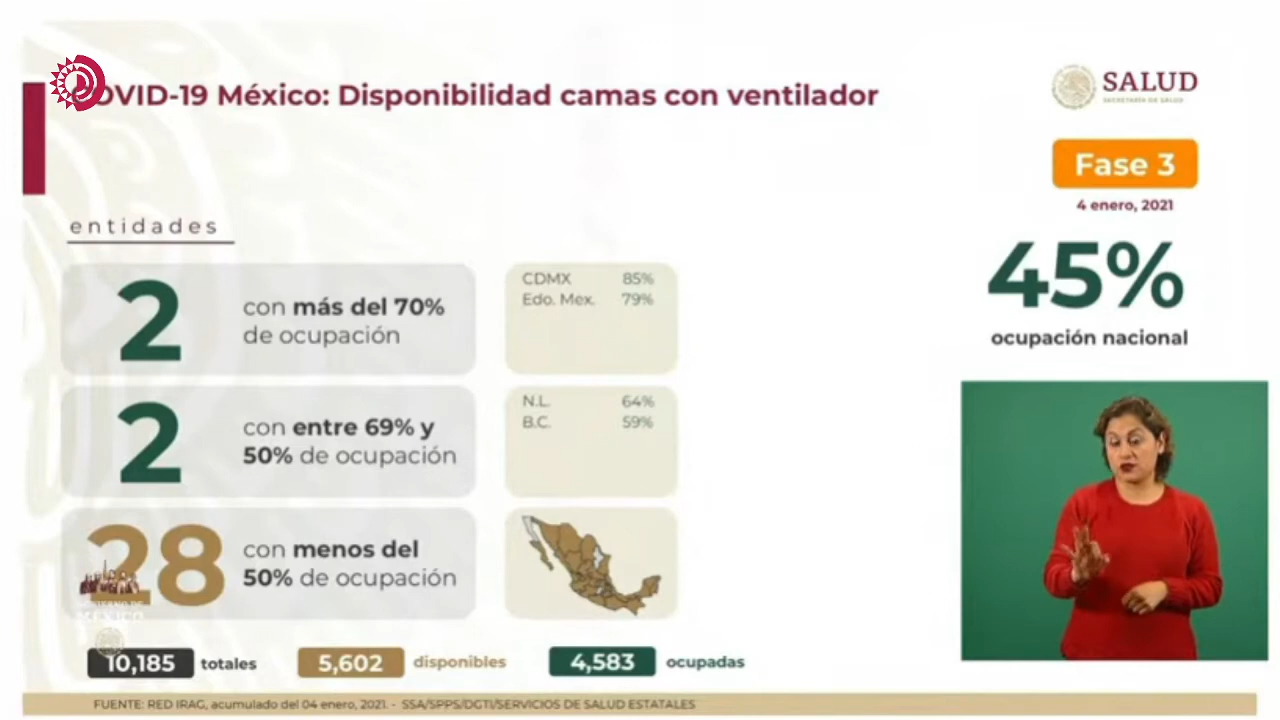 COVID-19 México: Disponibilidad camas con ventilador
SALUD
SECRETARÍA DE SALUD
Fase 3
4 enero, 2021
45%
ocupación nacional
entidades
2
con más del 70%
de ocupación
CDMX 85%
Edo. Mex. 79%
2
con entre 69% y
50% de ocupación
N.L. 64%
B.C. 59%
28
con menos del
50% de ocupación
GOBIERNO DE
MÉXICO
10,185 totales
5,602 disponibles
4,583 ocupadas
FUENTE: RED IRAG, acumulado del 04 enero, 2021. - SSA/SPPS/DGTI/SERVICIOS DE SALUD ESTATALES